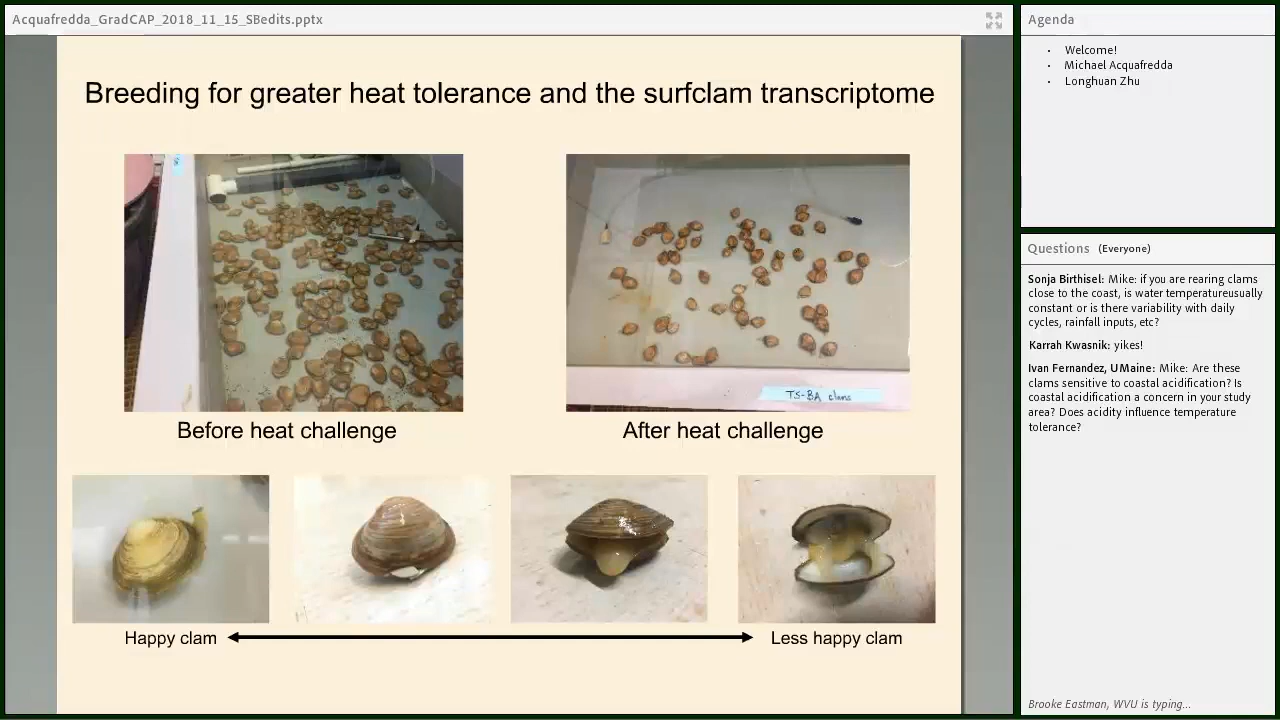 Acquafredda_GradCAP_2018_11_15_SBedits.pptx
Breeding for greater heat tolerance and the surfclam transcriptome
TS-BA clams
Before heat challenge
After heat challenge
Happy clam
Less happy clam
Agenda
Welcome!
Michael Acquafredda
Longhuan Zhu
Questions (Everyone)
Sonja Birthisel: Mike: if you are rearing clams
close to the coast, is water temperatureusually
constant or is there variability with daily
cycles, rainfall inputs, etc?
Karrah Kwasnik: yikes!
Ivan Fernandez, UMaine: Mike: Are these
clams sensitive to coastal acidification? Is
coastal acidification a concern in your study
area? Does acidity influence temperature
tolerance?
Brooke Eastman, WVU is typing...